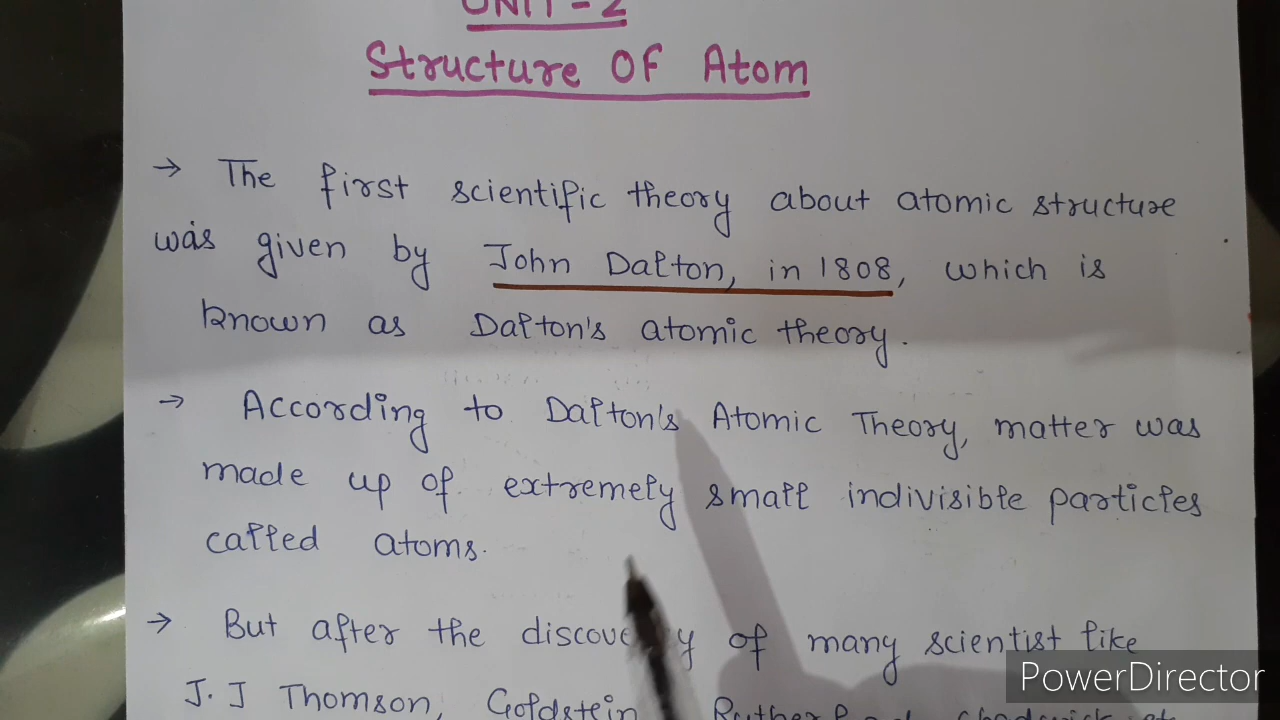 UNIT - 2
Structure Of Atom
→ The first scientific theory about atomic structure
was given by John Dalton, in 1808, which is
known as Dalton's atomic theory.
→ According to Dalton's Atomic Theory, matter was
made up of extremely small indivisible particles
called atoms.
→ But after the discovery of many scientist like
J. J Thomson, Goldstein
PowerDirector